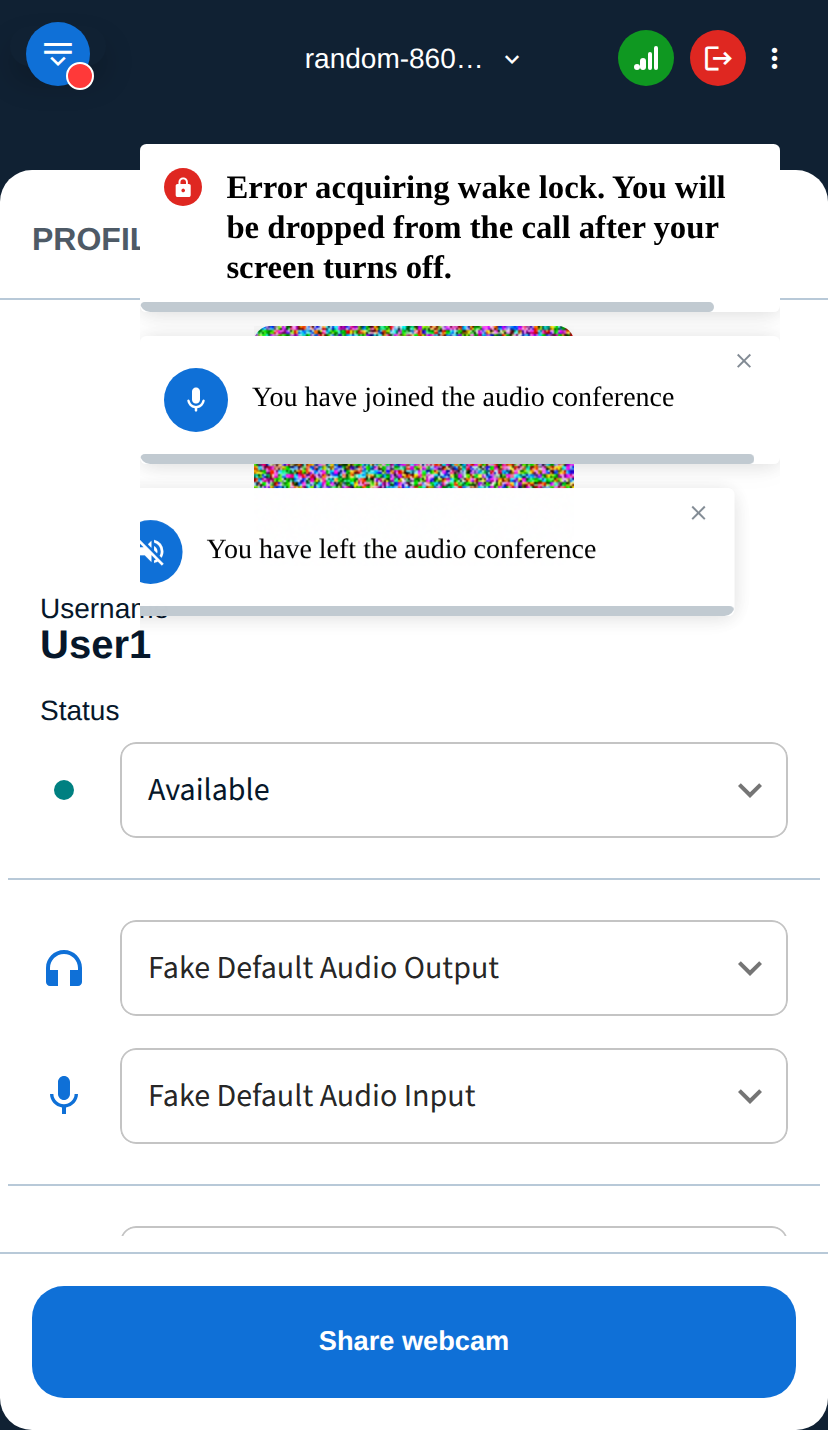 random-860...
PROFIL
Error acquiring wake lock. You will
be dropped from the call after your
screen turns off.
You have joined the audio conference
You have left the audio conference
Username
User1
Status
Available
Fake Default Audio Output
Fake Default Audio Input
Share webcam